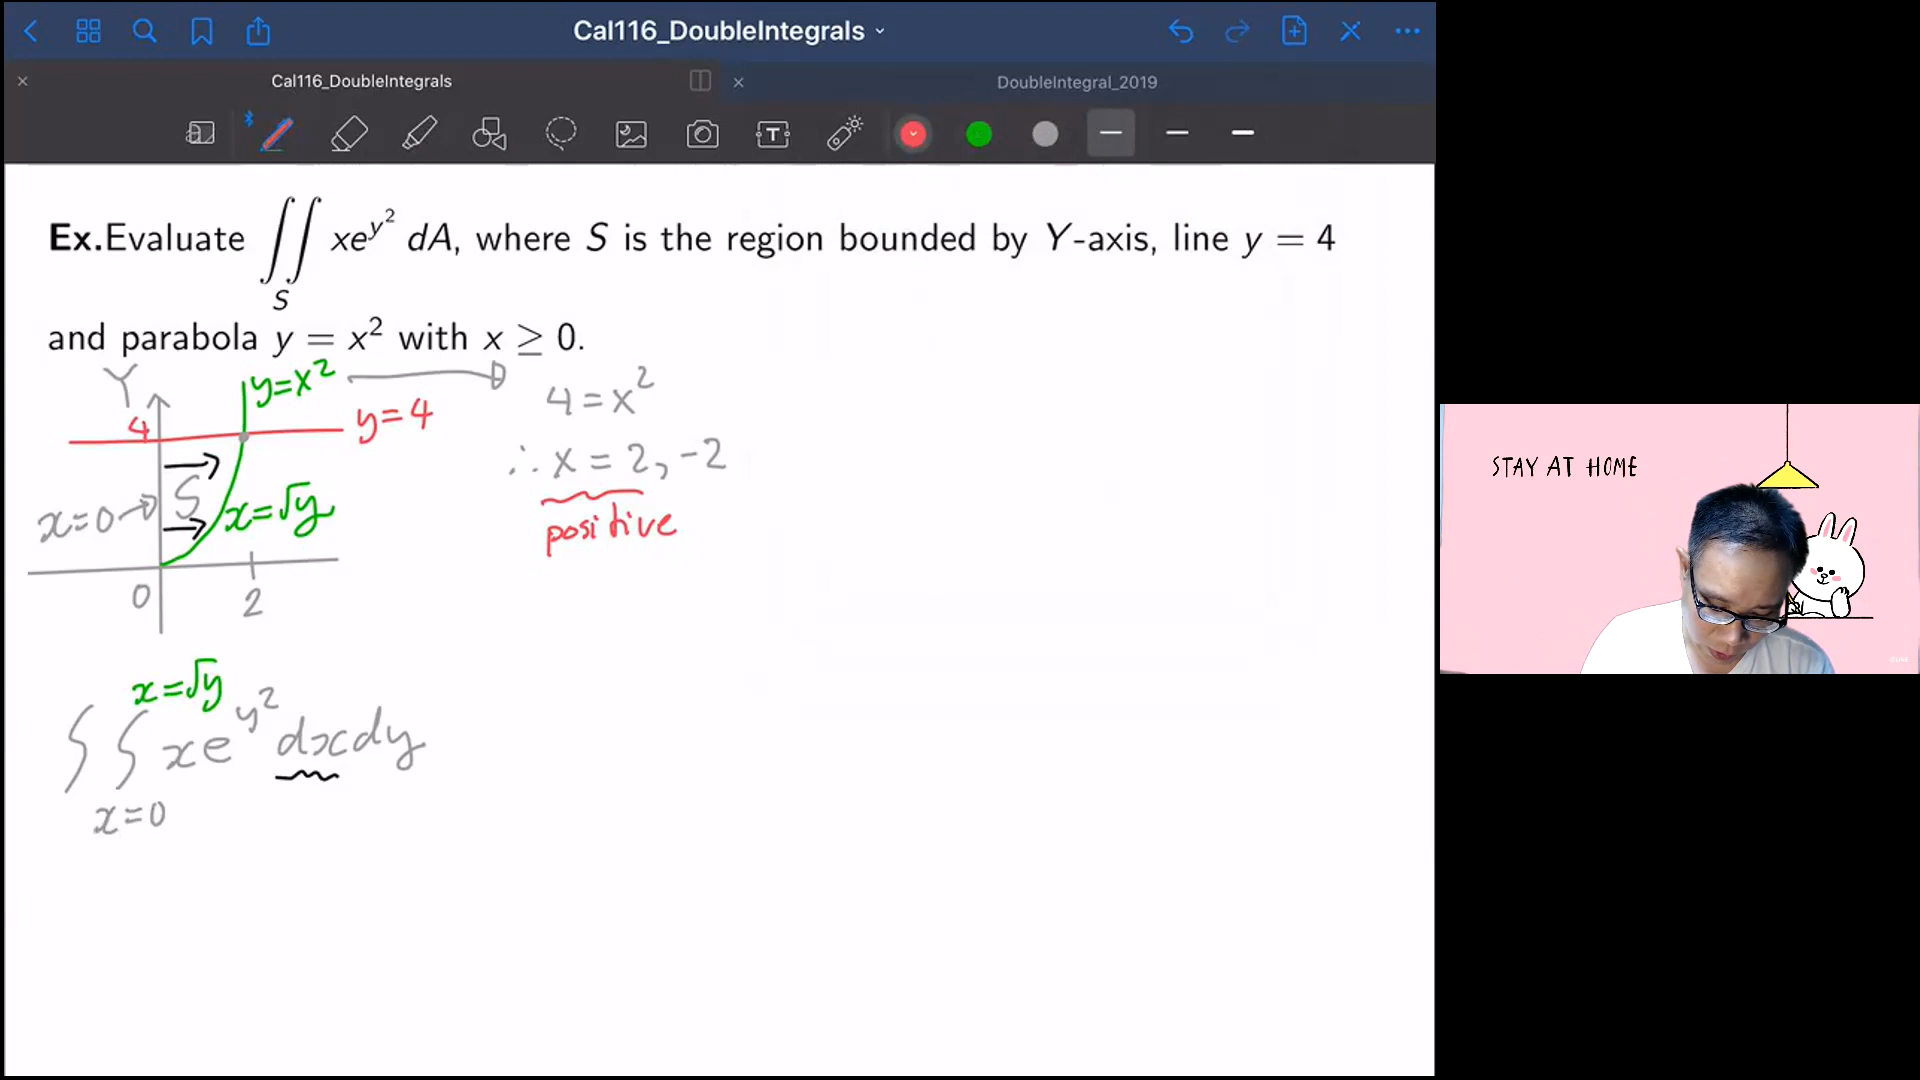 Cal116_DoubleIntegrals
Cal116_DoubleIntegrals
DoubleIntegral_2019
T
Ex.Evaluate ∬_S xe^{y^2} dA, where S is the region bounded by Y-axis, line y = 4
and parabola y = x^2 with x ≥ 0.
Y
y=x^2
4
y=4
4=x^2
∴ x=2,-2
positive
x=0
S
x=√y
0
2
x=√y
∫∫ xe^{y^2} dxdy
x=0
STAY AT HOME